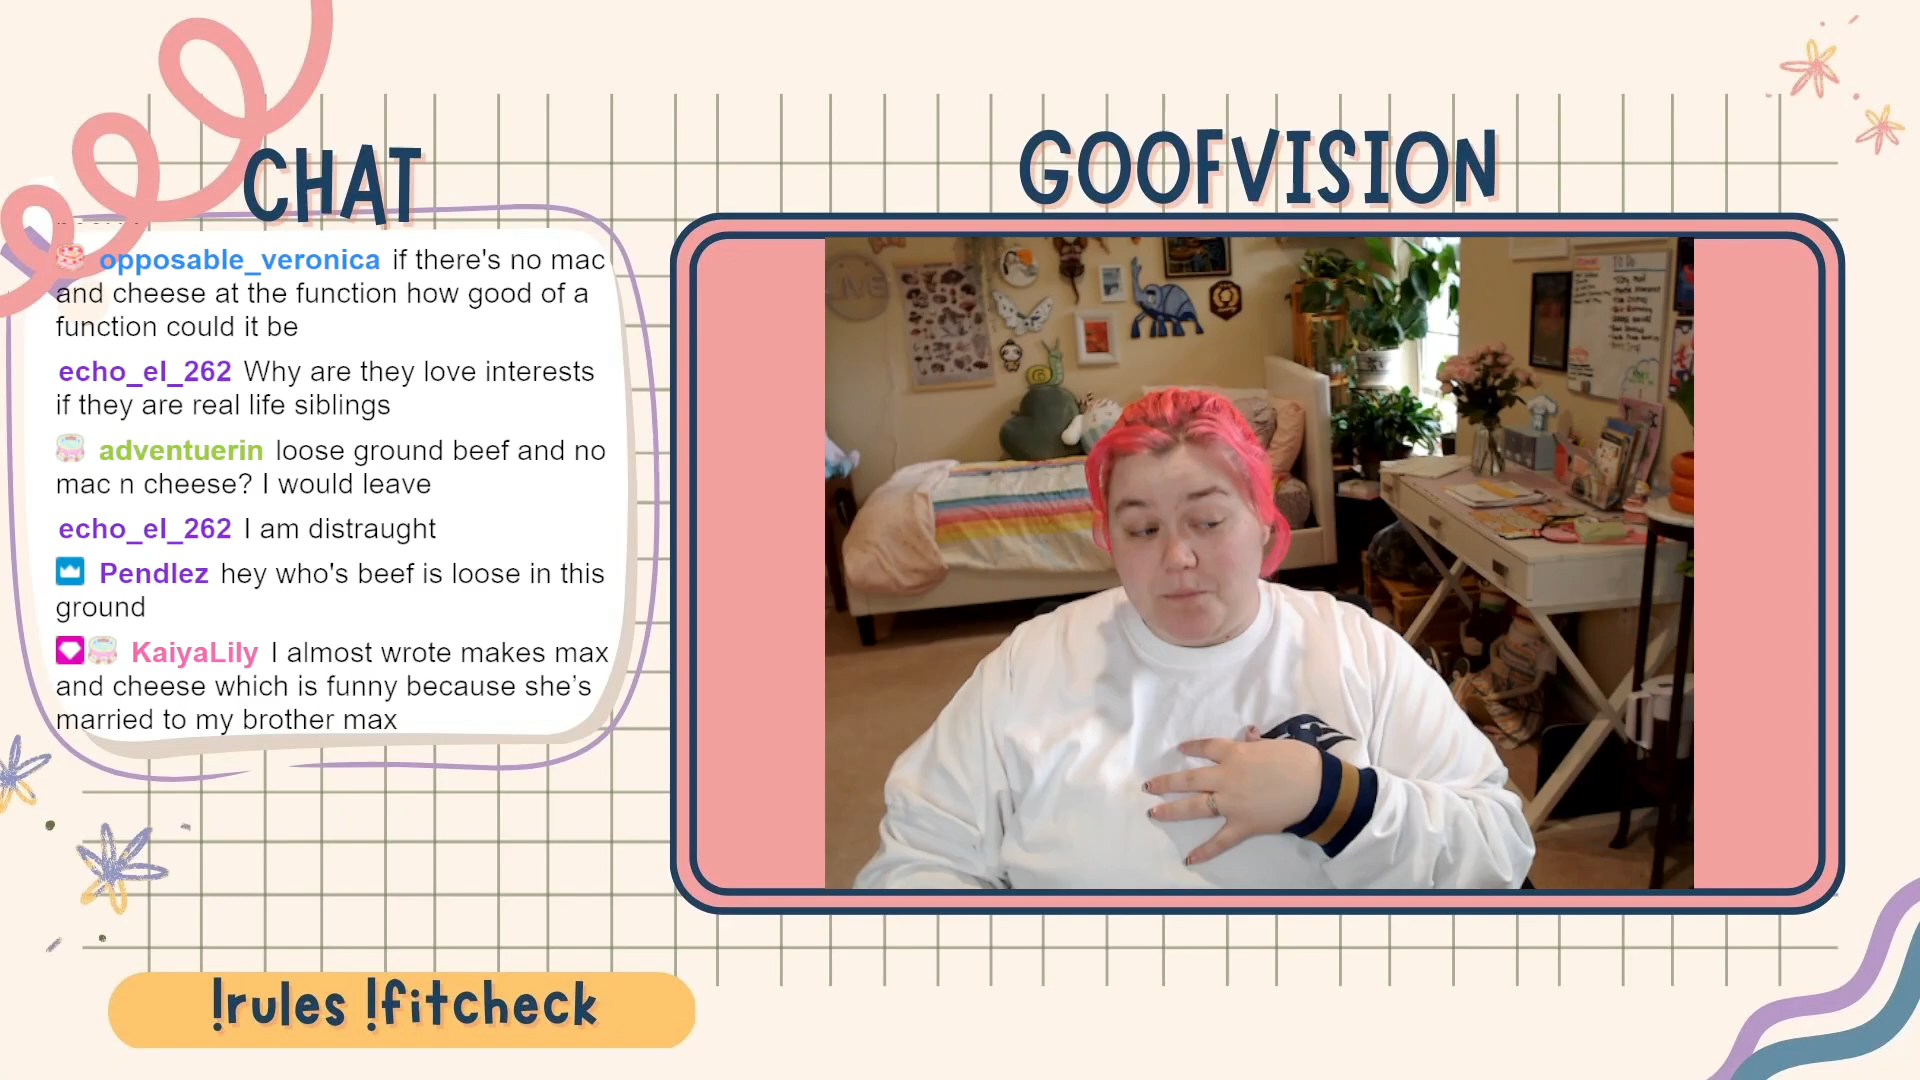 CHAT
GOOFVISION
opposable_veronica if there's no mac
and cheese at the function how good of a
function could it be
echo_el_262 Why are they love interests
if they are real life siblings
adventuerin loose ground beef and no
mac n cheese? I would leave
echo_el_262 I am distraught
Pendlez hey who's beef is loose in this
ground
KaiyaLily I almost wrote makes max
and cheese which is funny because she’s
married to my brother max
LIVE
To Do
!rules !fitcheck